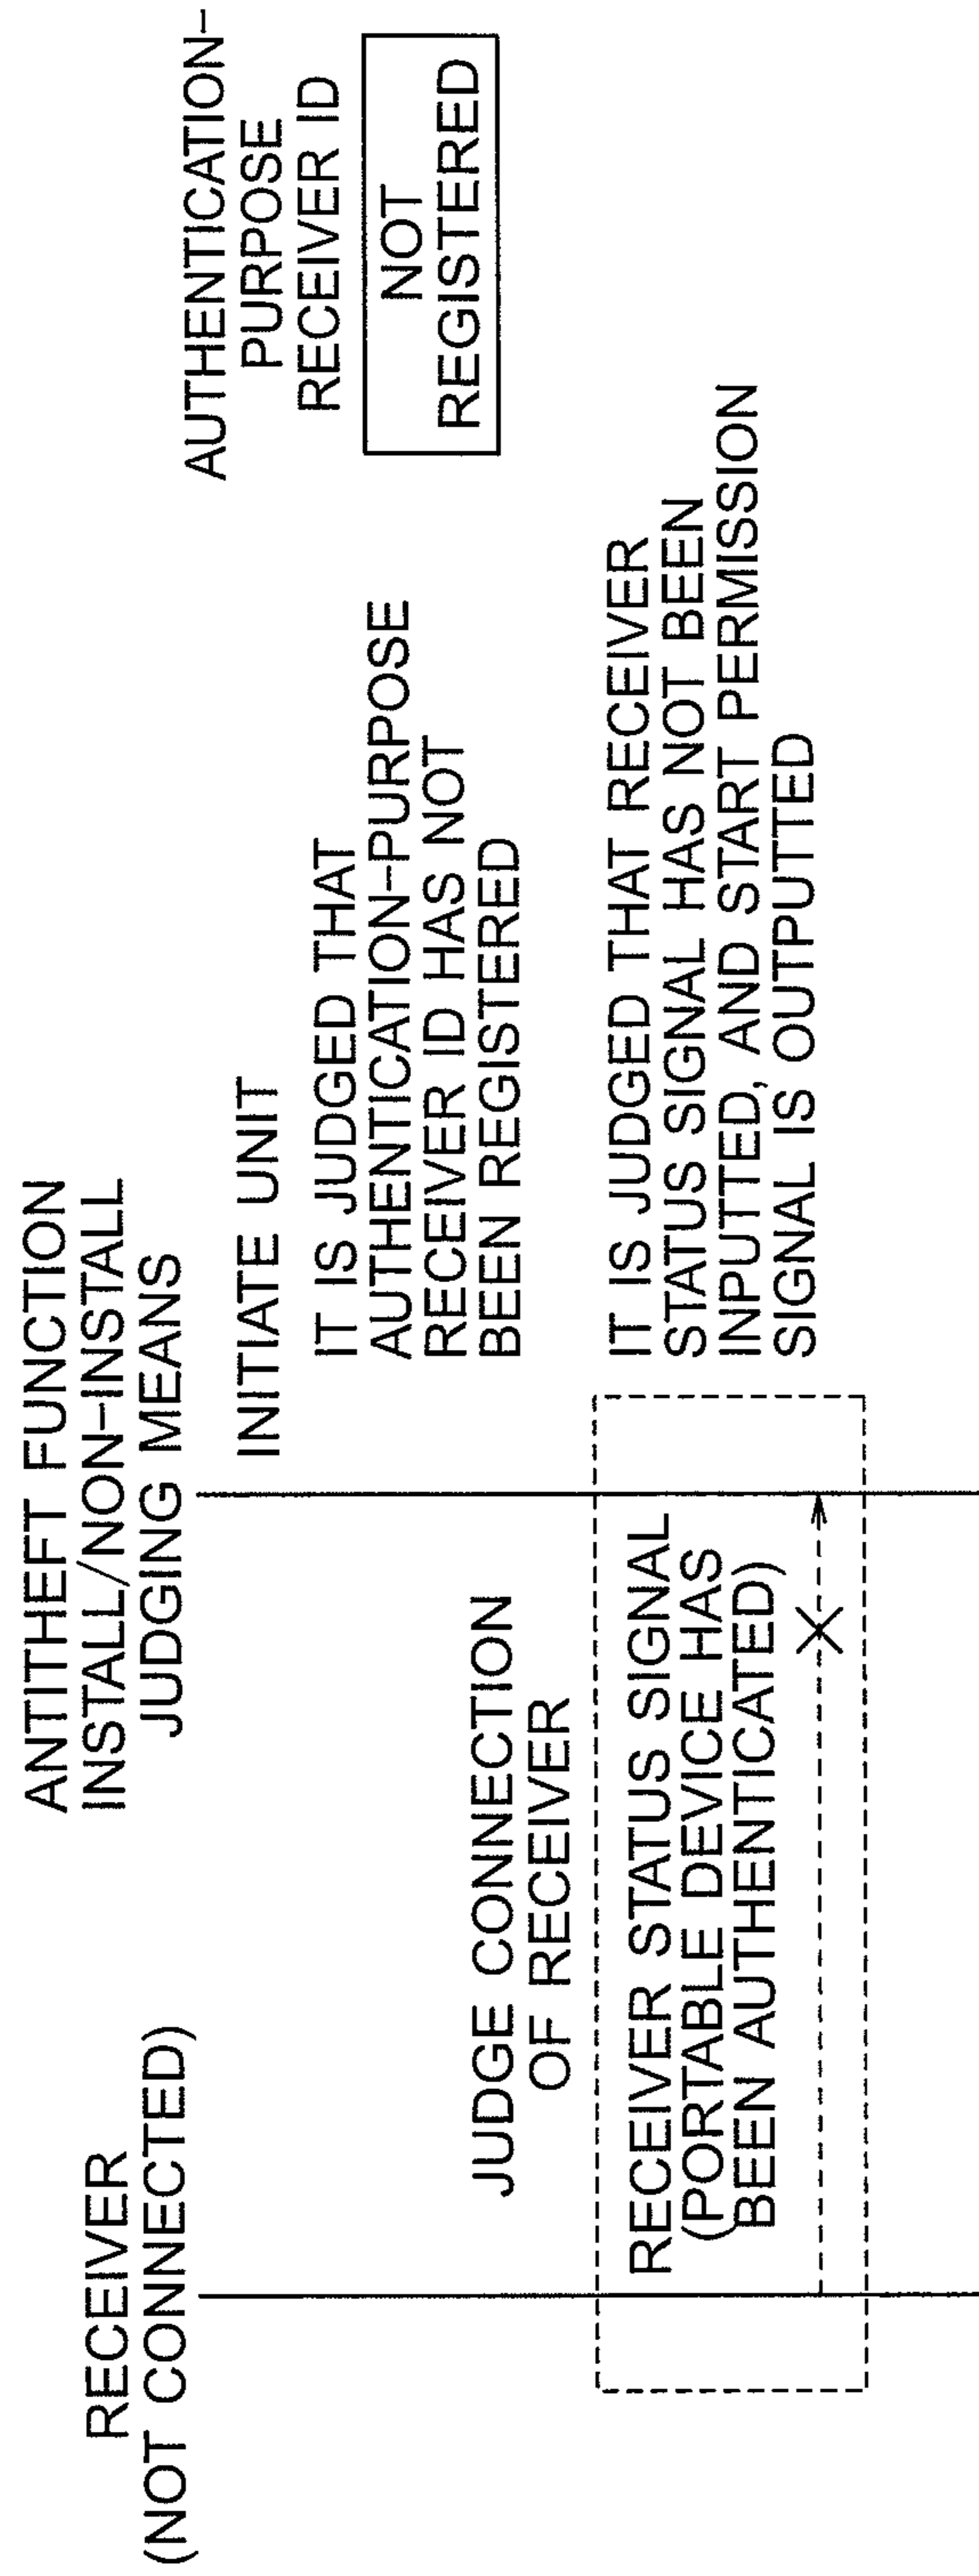 RECEIVER
(NOT CONNECTED)
ANTITHEFT FUNCTION
INSTALL/NON-INSTALL
JUDGING MEANS
AUTHENTICATION-
PURPOSE
RECEIVER ID
NOT
REGISTERED
INITIATE UNIT
IT IS JUDGED THAT
AUTHENTICATION-PURPOSE
RECEIVER ID HAS NOT
BEEN REGISTERED
JUDGE CONNECTION
OF RECEIVER
RECEIVER STATUS SIGNAL
(PORTABLE DEVICE HAS
BEEN AUTHENTICATED)
IT IS JUDGED THAT RECEIVER
STATUS SIGNAL HAS NOT BEEN
INPUTTED, AND START PERMISSION
SIGNAL IS OUTPUTTED